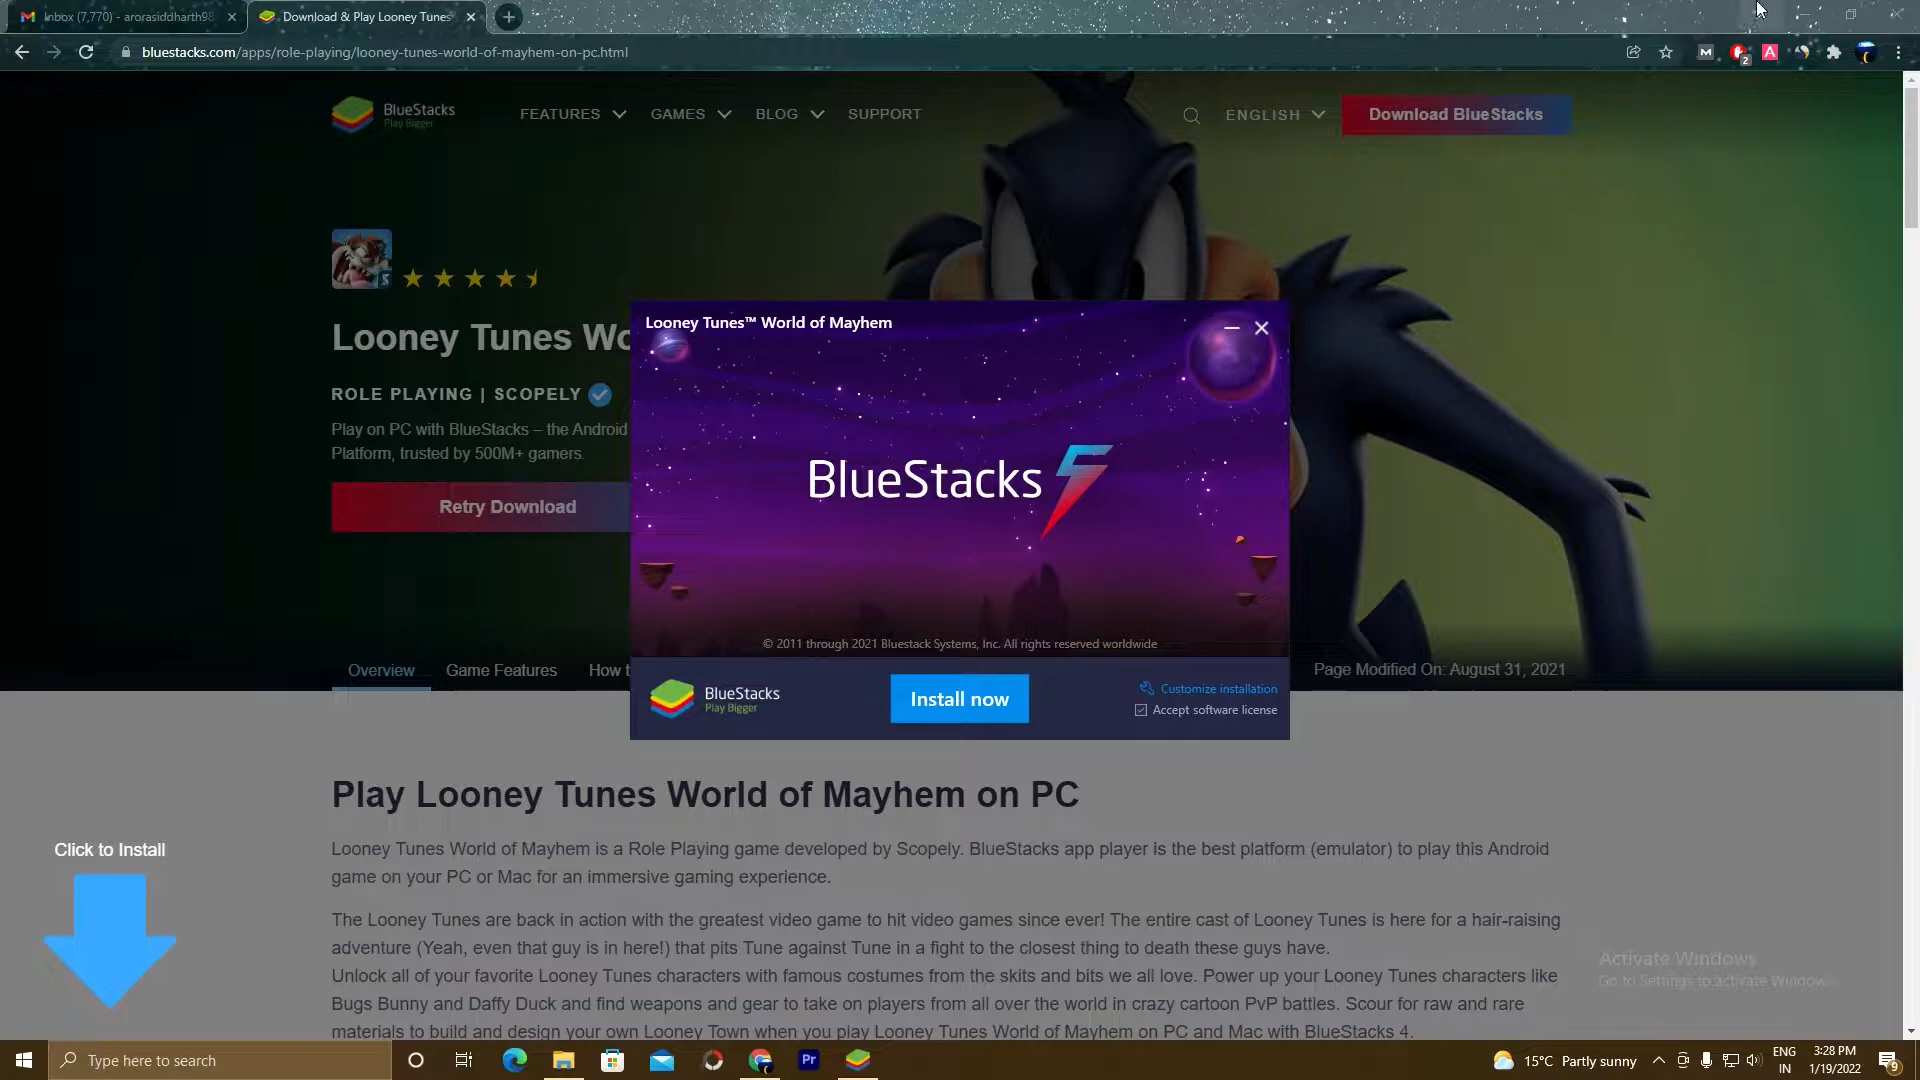 Inbox (7,770) - arorasiddharth98
Download & Play Looney Tunes
bluestacks.com/apps/role-playing/looney-tunes-world-of-mayhem-on-pc.html
M
2
A
BlueStacks
Play Bigger
FEATURES
GAMES
BLOG
SUPPORT
ENGLISH
Download BlueStacks
Looney Tunes Wo
ROLE PLAYING | SCOPELY
Play on PC with BlueStacks – the Android
Platform, trusted by 500M+ gamers.
Retry Download
Looney Tunes™ World of Mayhem
BlueStacks 5
© 2011 through 2021 Bluestack Systems, Inc. All rights reserved worldwide
BlueStacks
Play Bigger
Install now
Customize installation
Accept software license
Overview
Game Features
How t
Page Modified On: August 31, 2021
Play Looney Tunes World of Mayhem on PC
Looney Tunes World of Mayhem is a Role Playing game developed by Scopely. BlueStacks app player is the best platform (emulator) to play this Android
game on your PC or Mac for an immersive gaming experience.
The Looney Tunes are back in action with the greatest video game to hit video games since ever! The entire cast of Looney Tunes is here for a hair-raising
adventure (Yeah, even that guy is in here!) that pits Tune against Tune in a fight to the closest thing to death these guys have.
Unlock all of your favorite Looney Tunes characters with famous costumes from the skits and bits we all love. Power up your Looney Tunes characters like
Bugs Bunny and Daffy Duck and find weapons and gear to take on players from all over the world in crazy cartoon PvP battles. Scour for raw and rare
materials to build and design your own Looney Town when you play Looney Tunes World of Mayhem on PC and Mac with BlueStacks 4.
Click to Install
Activate Windows
Go to Settings to activate Windows.
Type here to search
Pr
15°C Partly sunny
ENG
IN
3:28 PM
1/19/2022
9